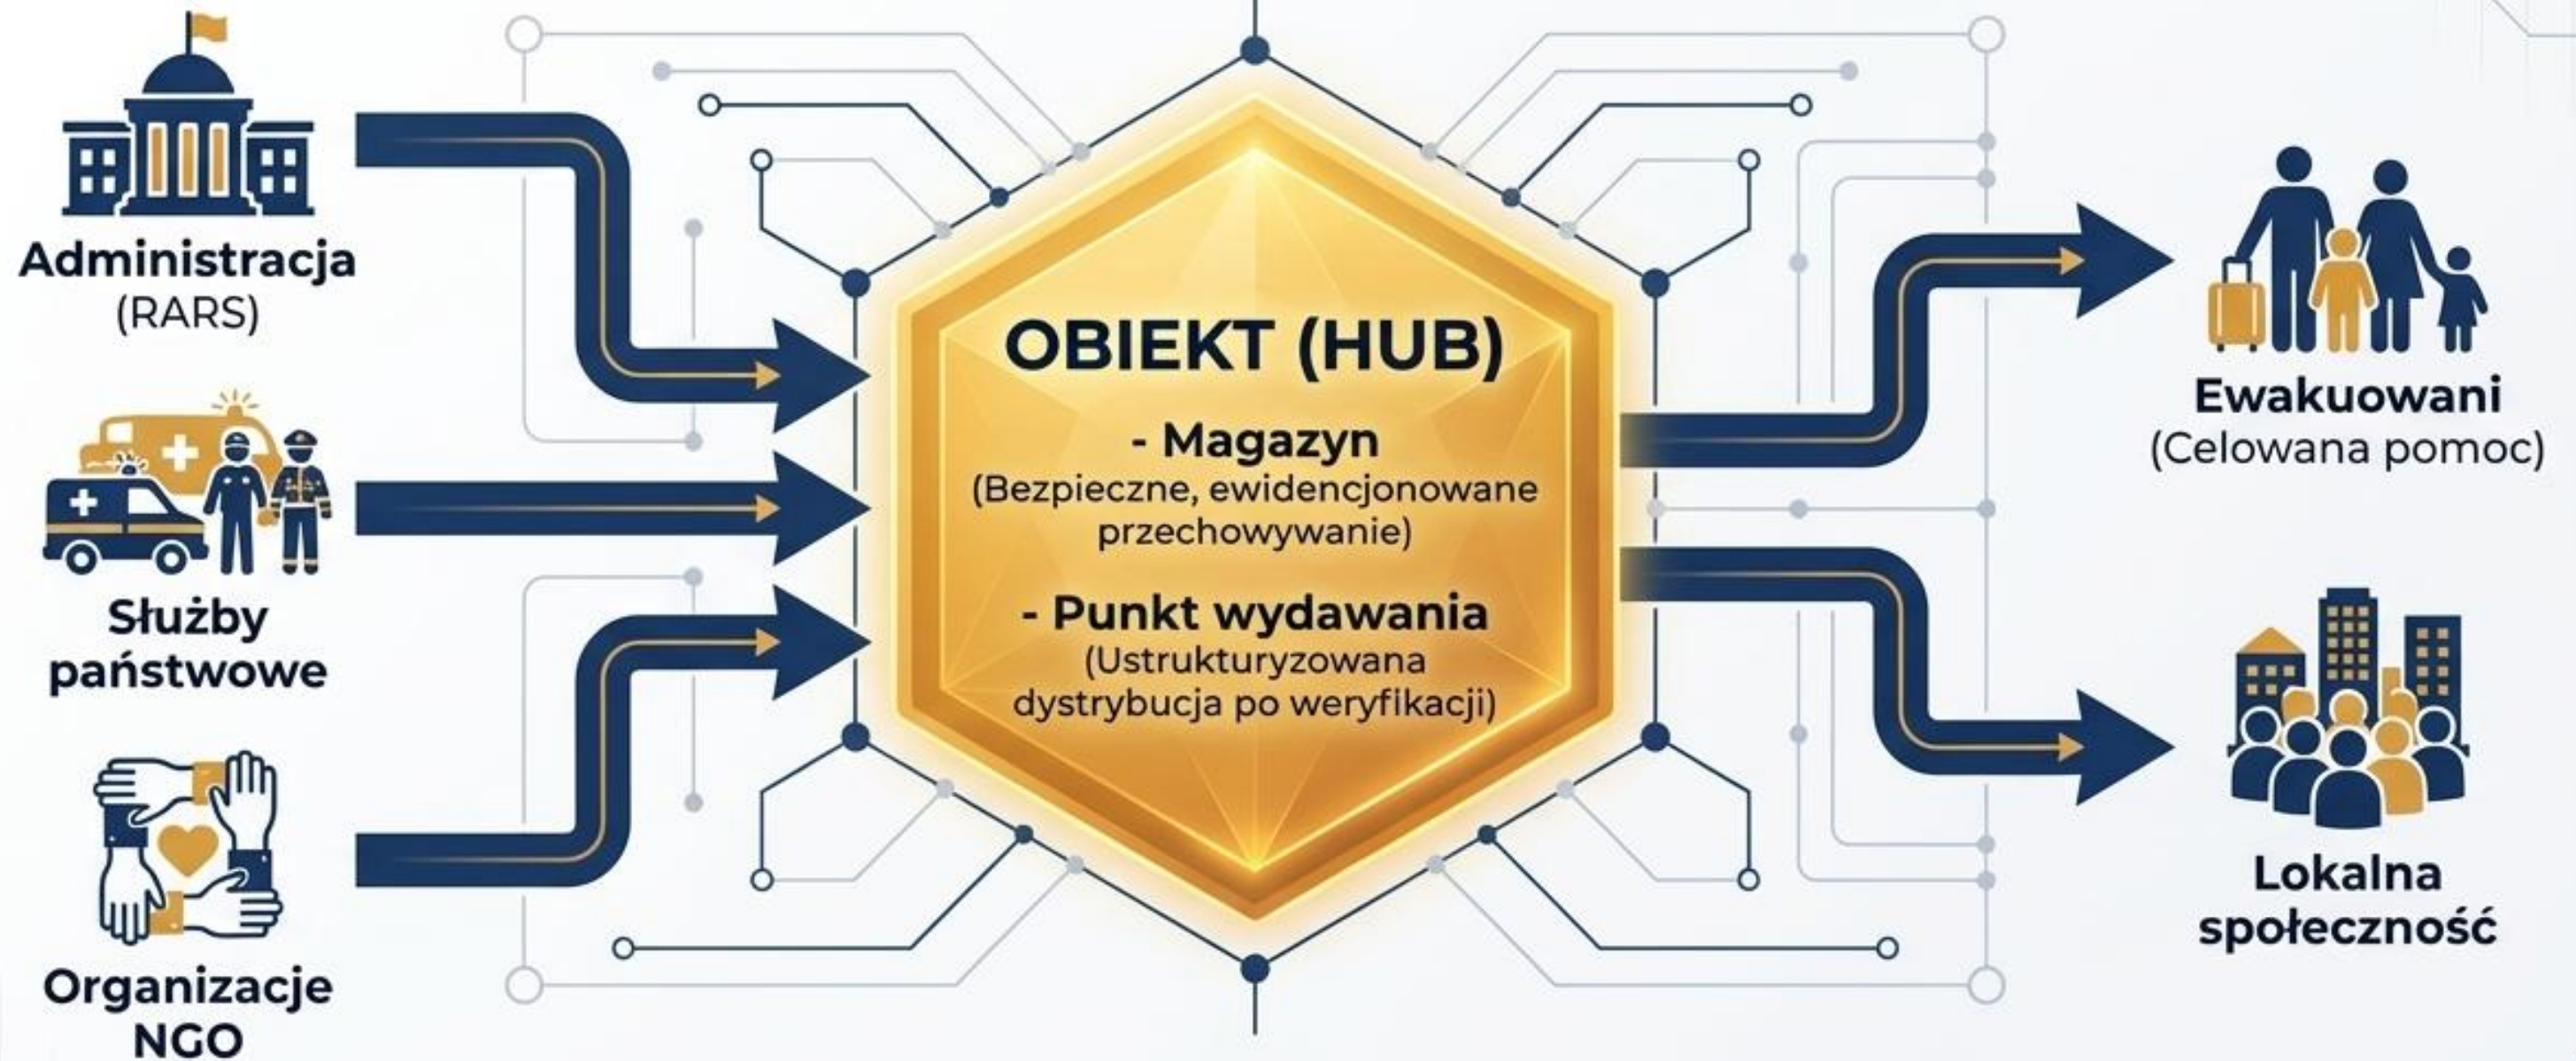 Administracja
(RARS)
Służby
państwowe
Organizacje
NGO
OBIEKT (HUB)
- Magazyn
(Bezpieczne, ewidencjonowane
przechowywanie)
- Punkt wydawania
(Ustrukturyzowana
dystrybucja po weryfikacji)
Ewakuowani
(Celowana pomoc)
Lokalna
społeczność